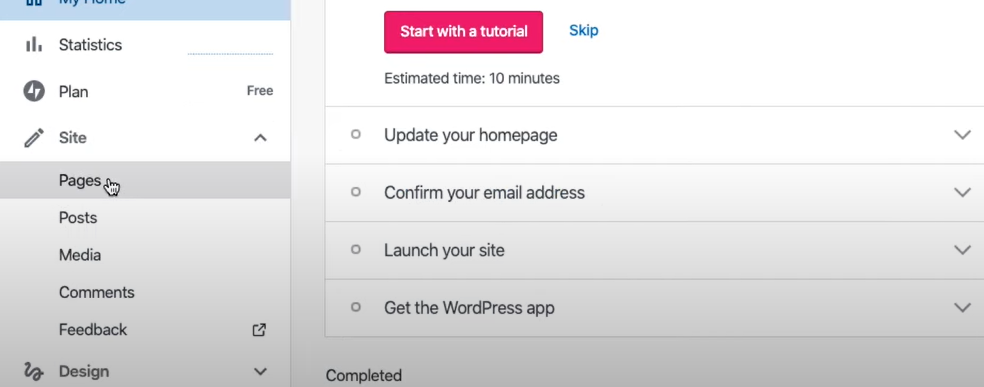 My Home
Statistics
Plan
Free
Site
Pages
Posts
Media
Comments
Feedback
Design
Start with a tutorial
Skip
Estimated time: 10 minutes
Update your homepage
Confirm your email address
Launch your site
Get the WordPress app
Completed